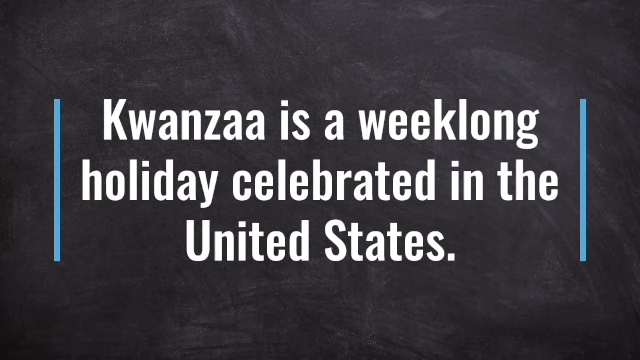 Kwanzaa is a weeklong
holiday celebrated in the
United States.